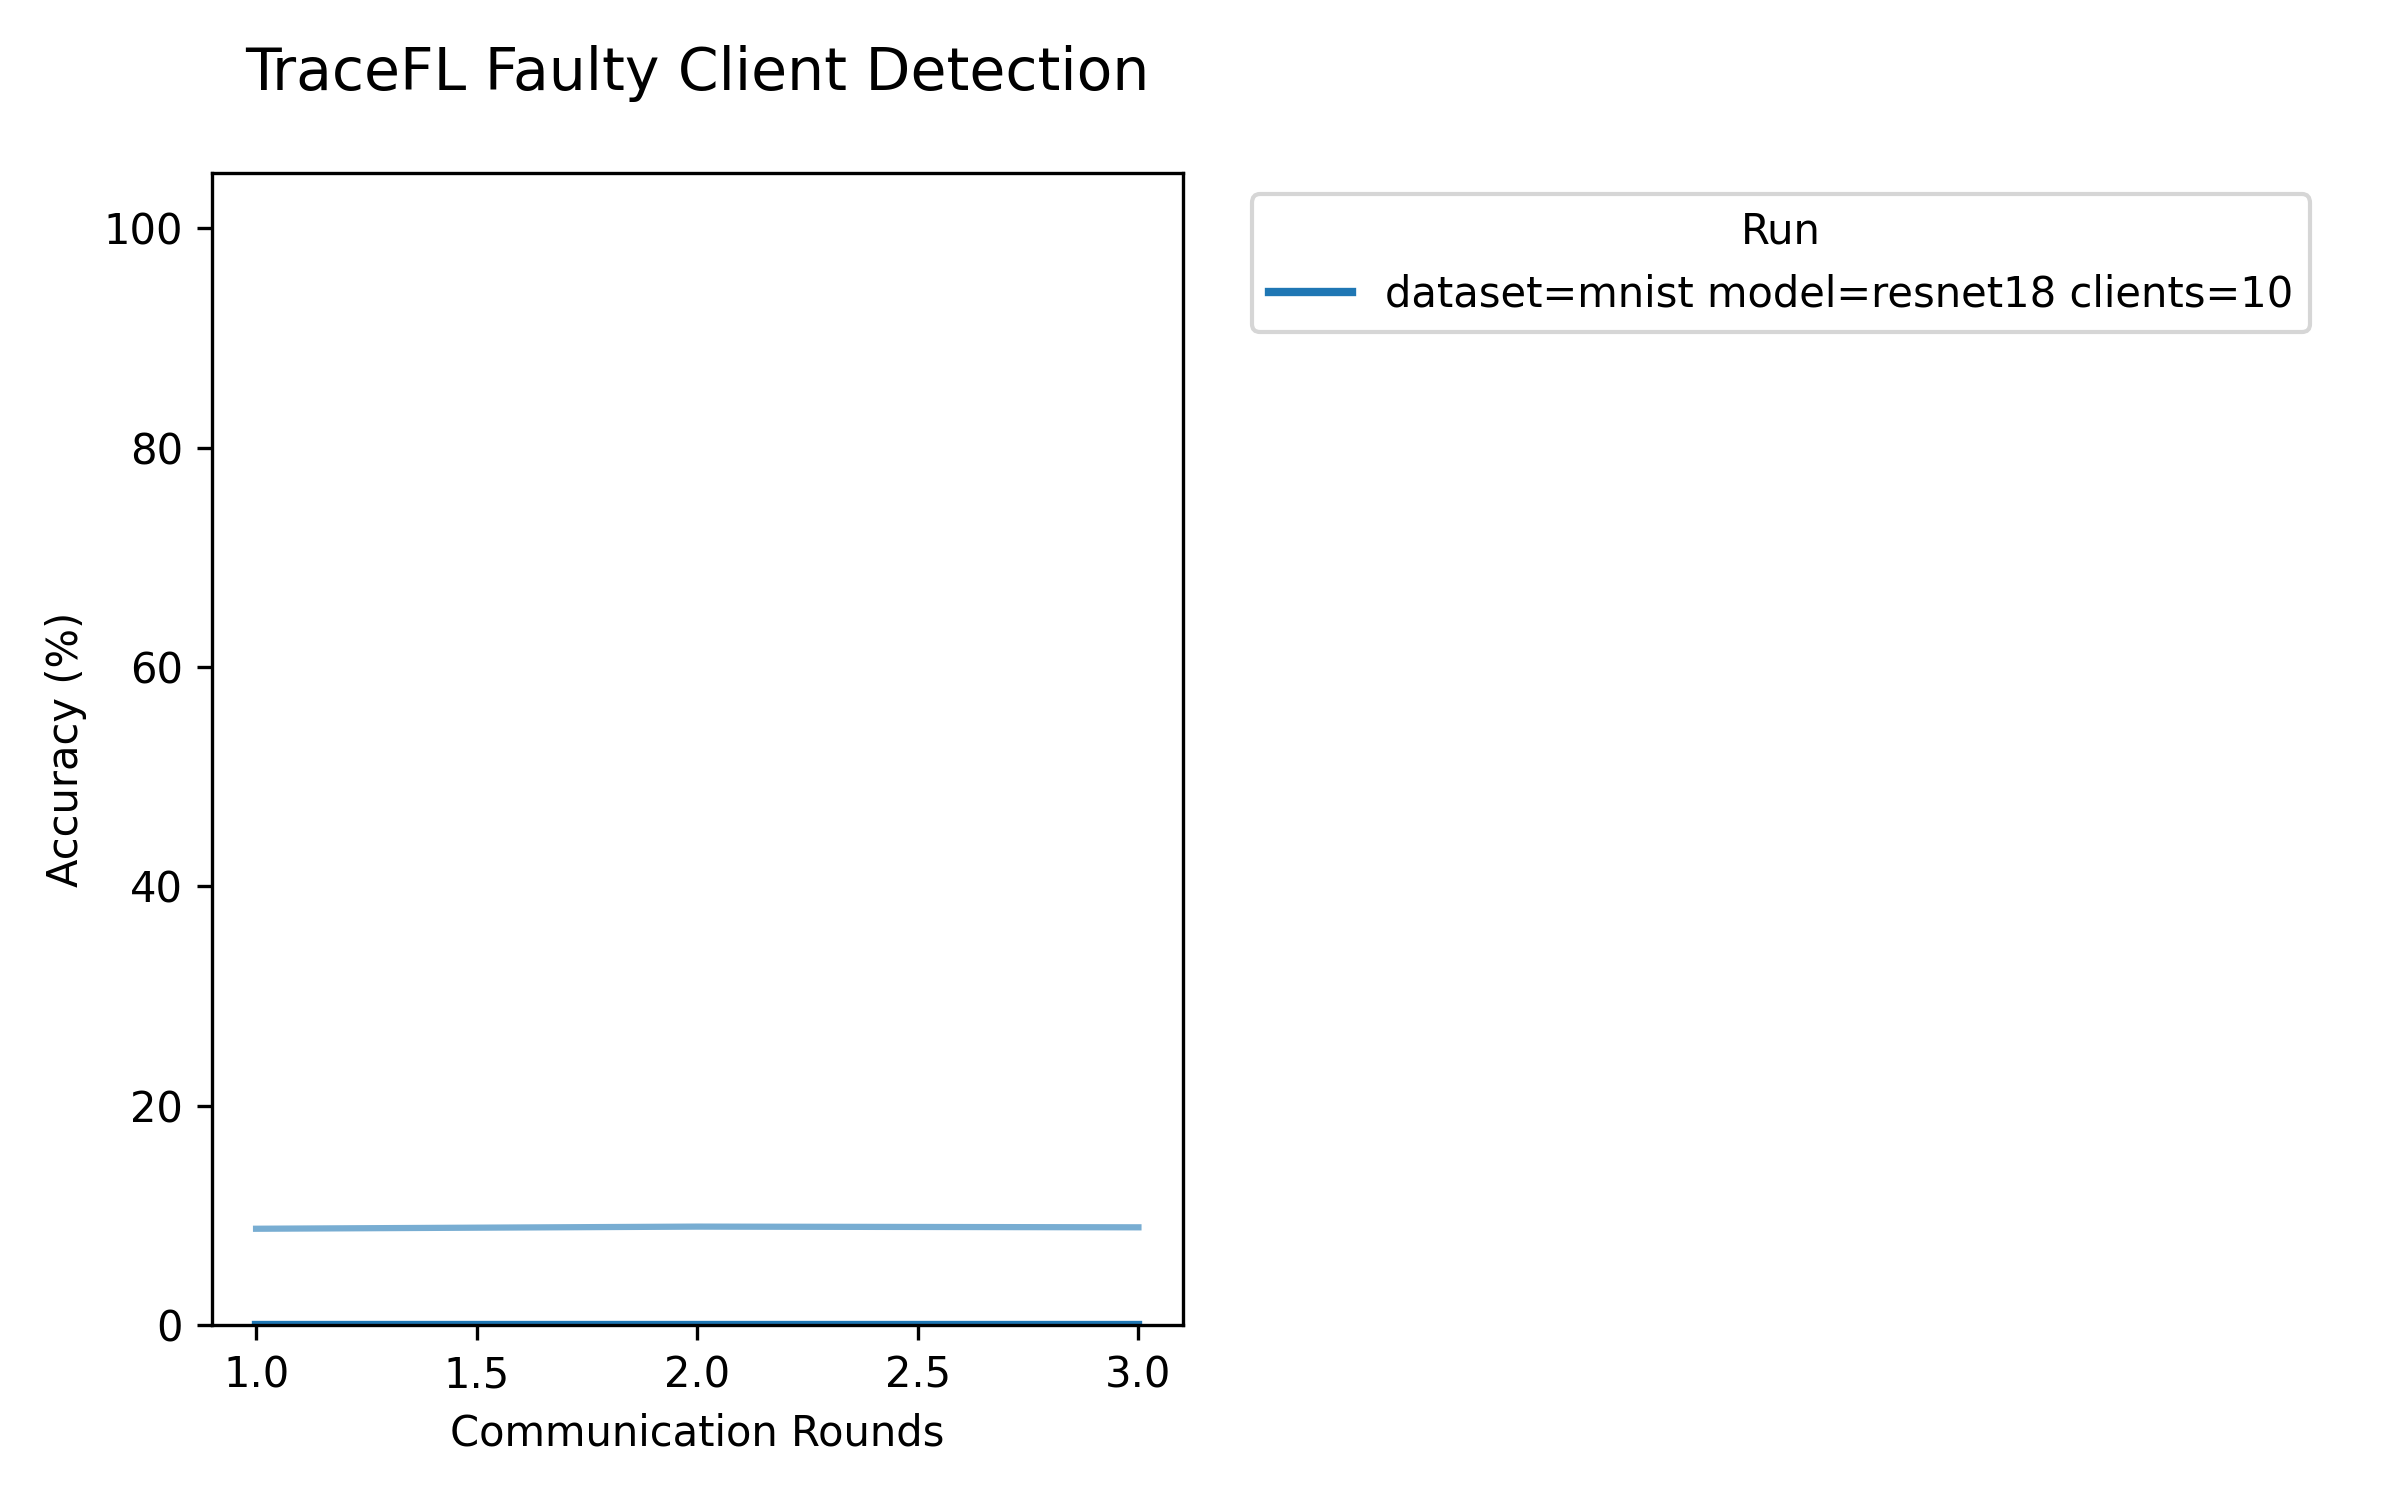 TraceFL Faulty Client Detection
Run
dataset=mnist model=resnet18 clients=10
Accuracy (%)
100
80
60
40
20
0
1.0 1.5 2.0 2.5 3.0
Communication Rounds